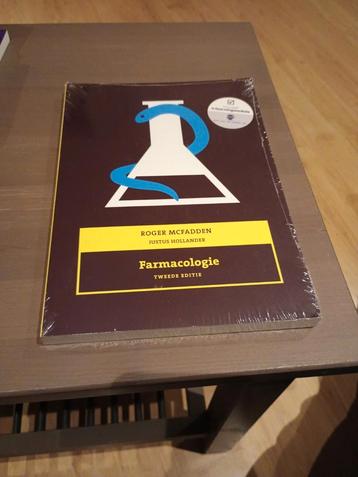 ROGER MCFADDEN
JUSTUS HOLLANDER
Farmacologie
TWEEDE EDITIE